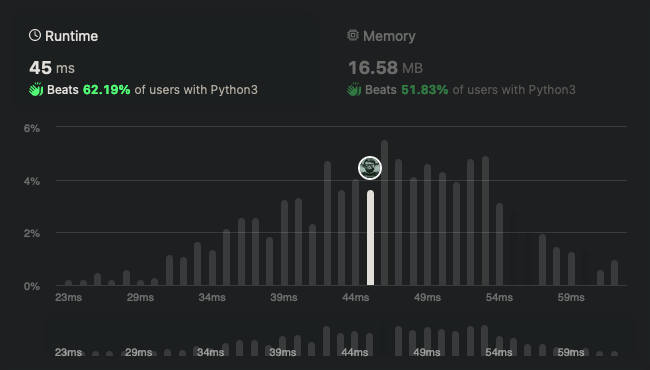 Runtime
45 ms
Beats 62.19% of users with Python3
Memory
16.58 MB
Beats 51.83% of users with Python3
6%
4%
2%
0%
23ms 29ms 34ms 39ms 44ms 49ms 54ms 59ms
23ms 29ms 34ms 39ms 44ms 49ms 54ms 59ms